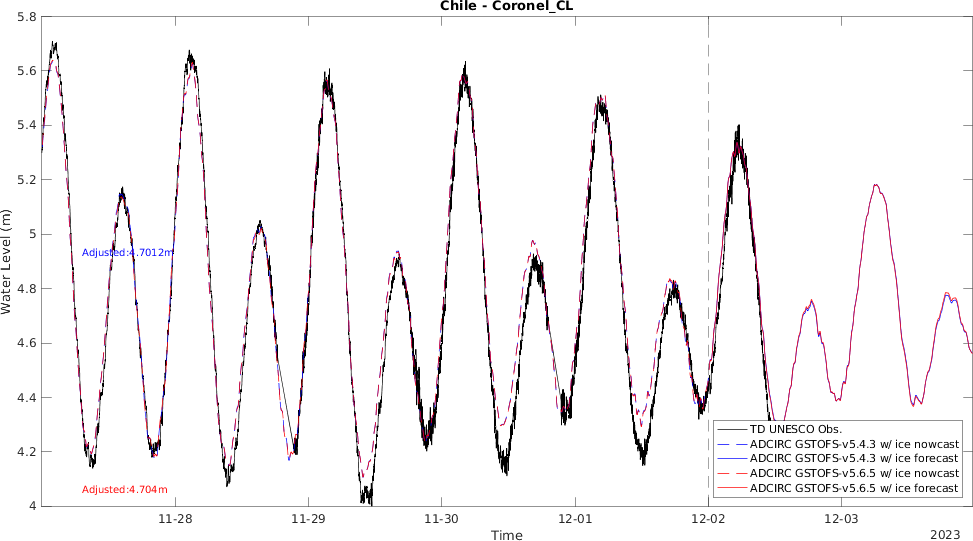 Chile - Coronel_CL
5.8
5.6
5.4
5.2
5
4.8
4.6
4.4
4.2
4
Water Level (m)
Adjusted:4.7012m
Adjusted:4.704m
TD UNESCO Obs.
ADCIRC GSTOFS-v5.4.3 w/ ice nowcast
ADCIRC GSTOFS-v5.4.3 w/ ice forecast
ADCIRC GSTOFS-v5.6.5 w/ ice nowcast
ADCIRC GSTOFS-v5.6.5 w/ ice forecast
11-28
11-29
11-30
12-01
12-02
12-03
Time
2023